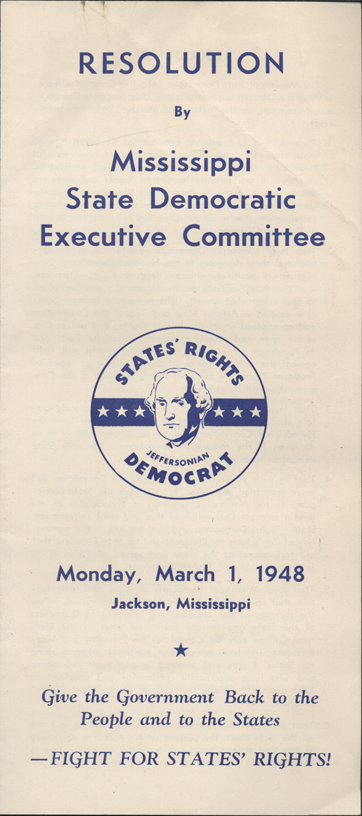 RESOLUTION
By
Mississippi
State Democratic
Executive Committee
STATES' RIGHTS
JEFFERSONIAN
DEMOCRAT
Monday, March 1, 1948
Jackson, Mississippi
Give the Government Back to the
People and to the States
—FIGHT FOR STATES' RIGHTS!